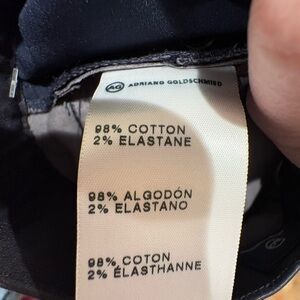 AG ADRIANO GOLDSCHMIED
98% COTTON
2% ELASTANE
98% ALGODÓN
2% ELASTANO
98% COTON
2% ÉLASTHANNE